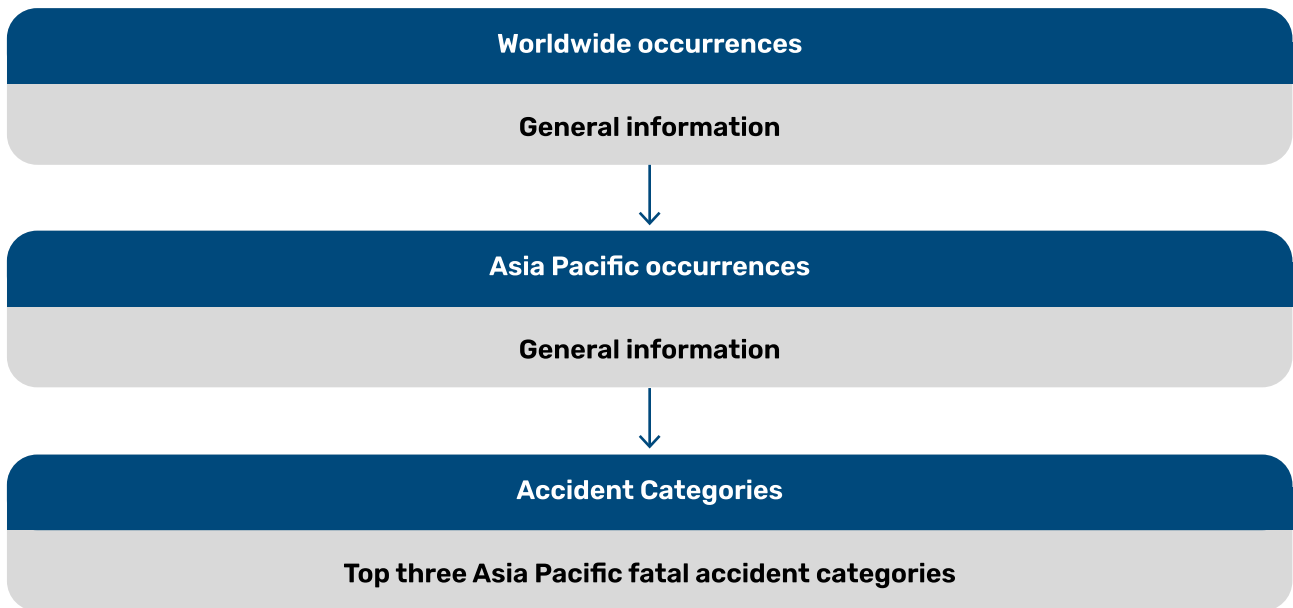 Worldwide occurrences
General information
Asia Pacific occurrences
General information
Accident Categories
Top three Asia Pacific fatal accident categories